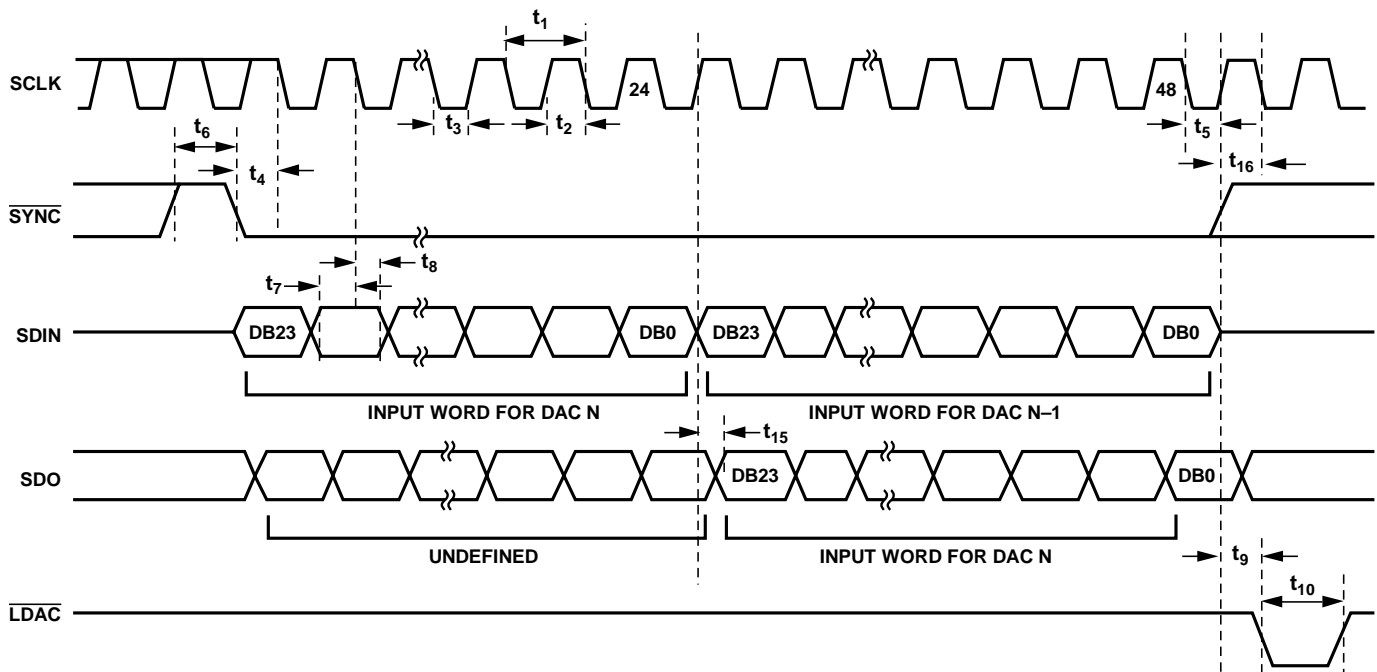 t1
SCLK
24
48
t3
t2
t5
t6
t4
t16
SYNC
t7
t8
SDIN
DB23
DB0
DB23
DB0
INPUT WORD FOR DAC N
INPUT WORD FOR DAC N–1
t15
SDO
DB23
DB0
UNDEFINED
INPUT WORD FOR DAC N
t9
t10
LDAC